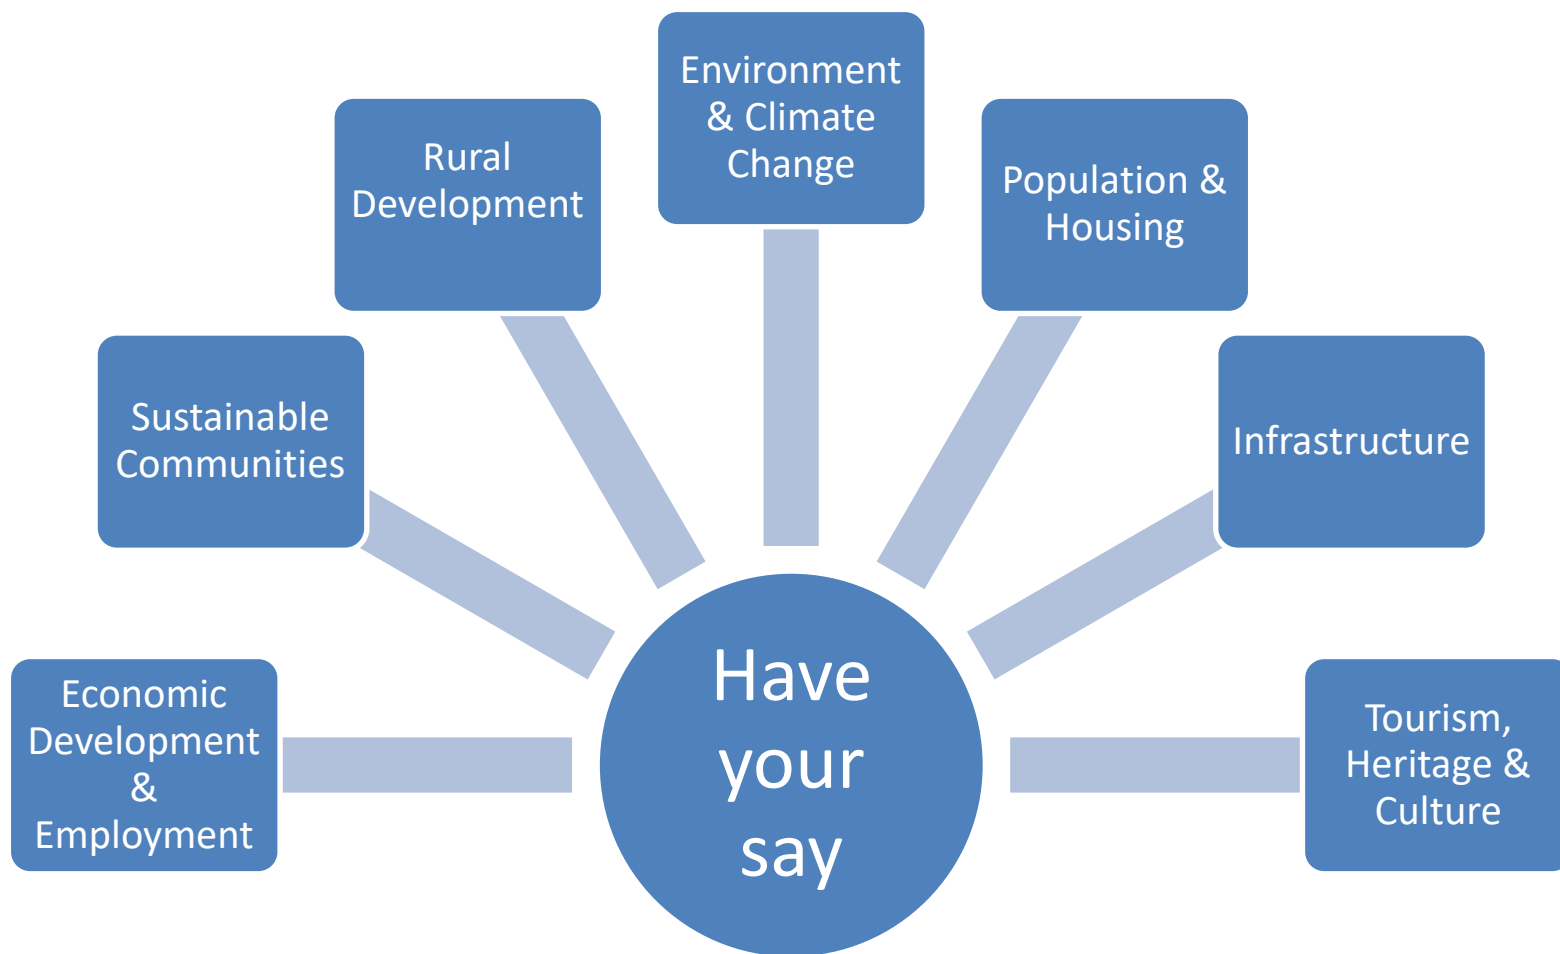 Environment
& Climate
Change
Rural
Development
Population &
Housing
Sustainable
Communities
Infrastructure
Economic
Development
&
Employment
Have
your
say
Tourism,
Heritage &
Culture